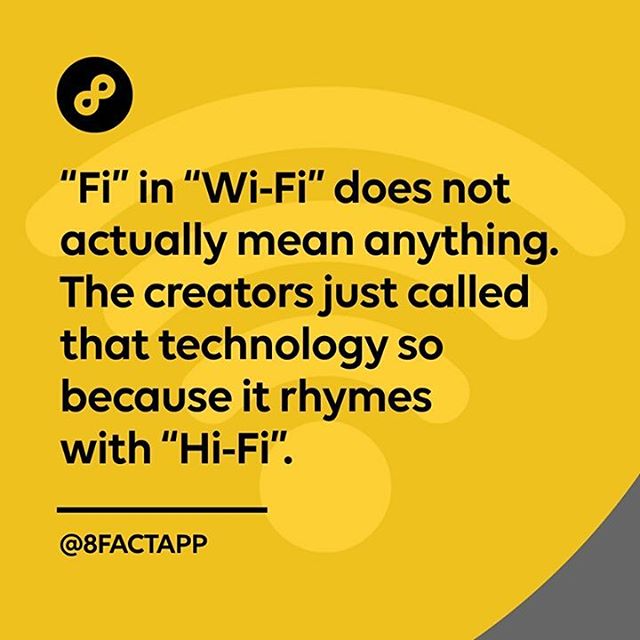 “Fi” in “Wi-Fi” does not
actually mean anything.
The creators just called
that technology so
because it rhymes
with “Hi-Fi”.
@8FACTAPP